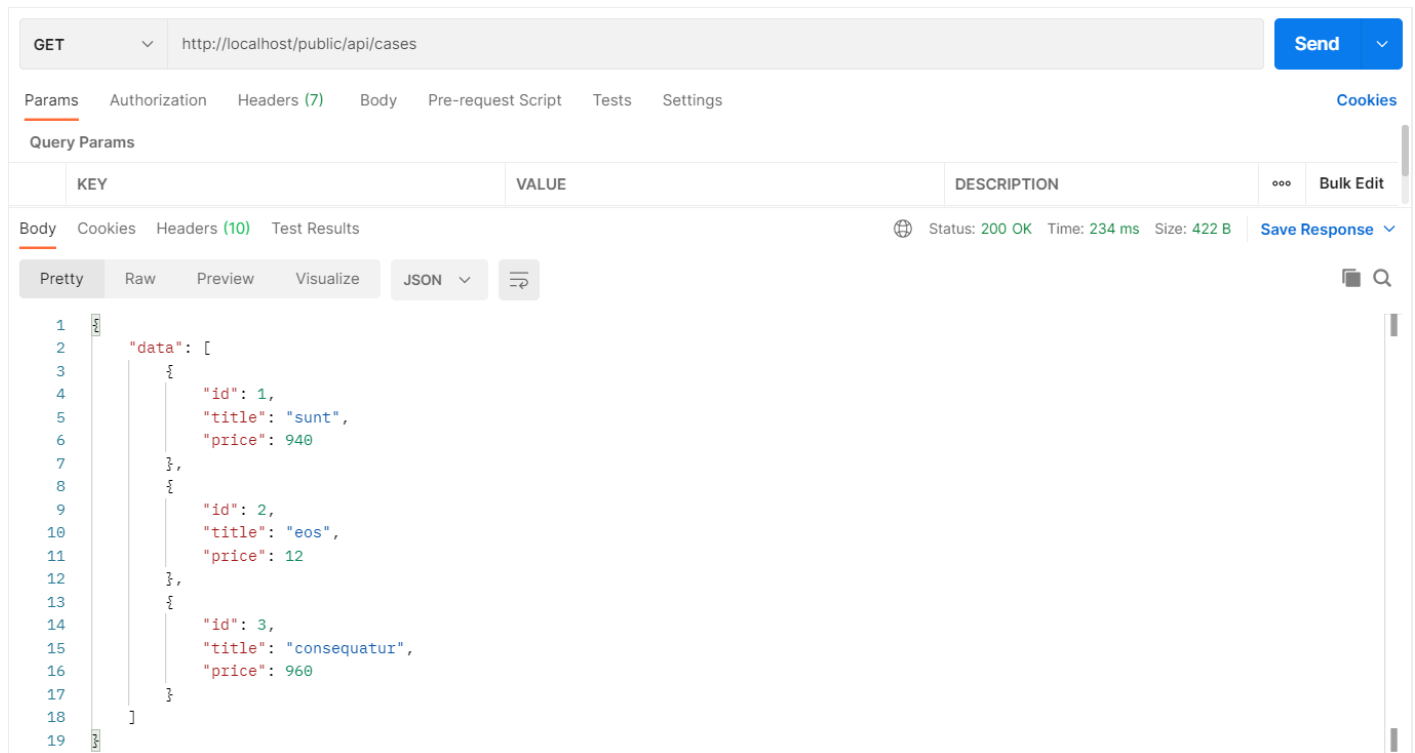 GET http://localhost/public/api/cases Send
Params Authorization Headers (7) Body Pre-request Script Tests Settings Cookies
Query Params
KEY VALUE DESCRIPTION ooo Bulk Edit
Body Cookies Headers (10) Test Results Status: 200 OK Time: 234 ms Size: 422 B Save Response
Pretty Raw Preview Visualize JSON
1 {
2 "data": [
3 {
4 "id": 1,
5 "title": "sunt",
6 "price": 940
7 },
8 {
9 "id": 2,
10 "title": "eos",
11 "price": 12
12 },
13 {
14 "id": 3,
15 "title": "consequatur",
16 "price": 960
17 }
18 ]
19 }